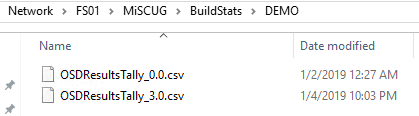 Network > FS01 > MiSCUG > BuildStats > DEMO
Name Date modified
OSDResultsTally_0.0.csv 1/2/2019 12:27 AM
OSDResultsTally_3.0.csv 1/4/2019 10:03 PM